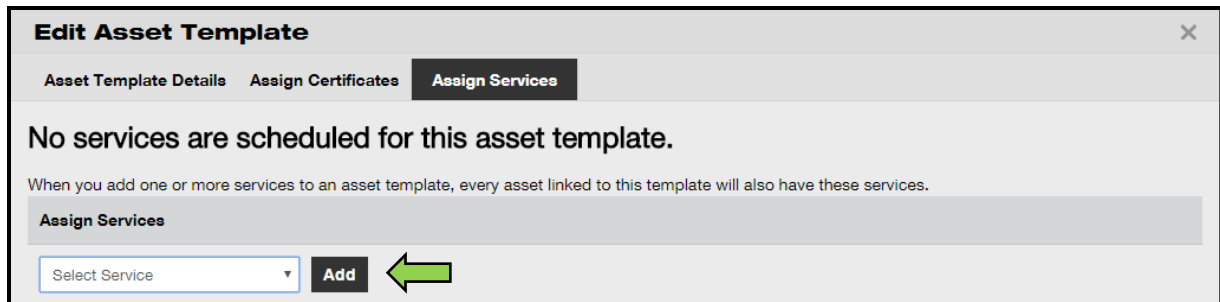 Edit Asset Template
Asset Template Details Assign Certificates Assign Services
No services are scheduled for this asset template.
When you add one or more services to an asset template, every asset linked to this template will also have these services.
Assign Services
Select Service Add